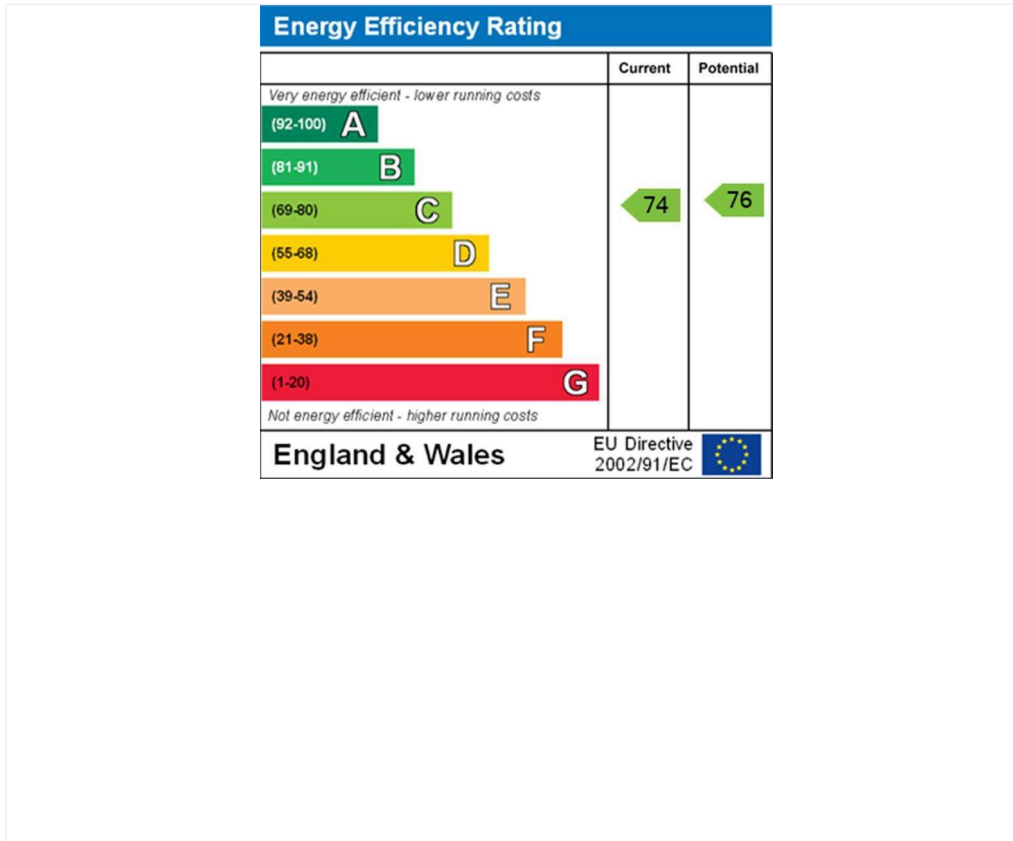 Energy Efficiency Rating
Current Potential
Very energy efficient - lower running costs
(92-100) A
(81-91) B
(69-80) C
74 76
(55-68) D
(39-54) E
(21-38) F
(1-20) G
Not energy efficient - higher running costs
England & Wales
EU Directive
2002/91/EC